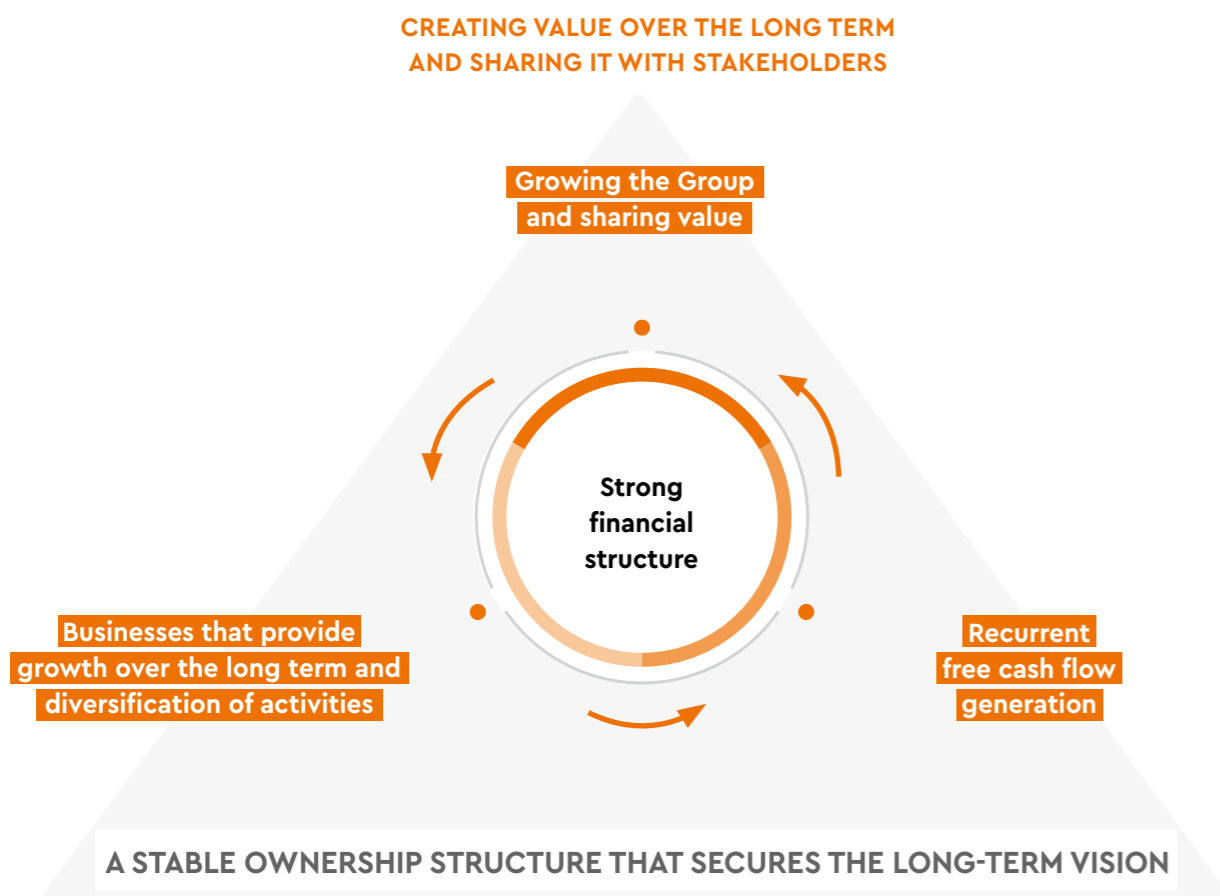 CREATING VALUE OVER THE LONG TERM
AND SHARING IT WITH STAKEHOLDERS
Growing the Group
and sharing value
Strong
financial
structure
Businesses that provide
growth over the long term and
diversification of activities
Recurrent
free cash flow
generation
A STABLE OWNERSHIP STRUCTURE THAT SECURES THE LONG-TERM VISION